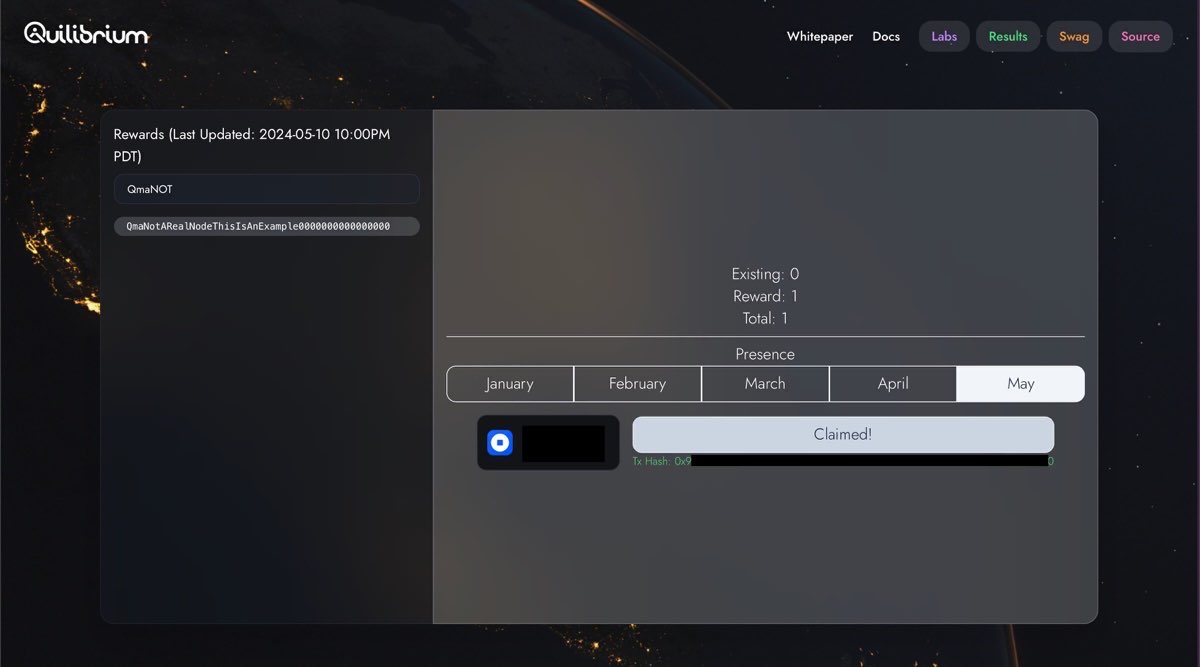 Quilibrium
Whitepaper
Docs
Labs
Results
Swag
Source
Rewards (Last Updated: 2024-05-10 10:00PM
PDT)
QmaNOT
QmaNotARealNodeThisIsAnExample0000000000000000
Existing: 0
Reward: 1
Total: 1
Presence
January
February
March
April
May
Claimed!
Tx Hash: 0x9
0